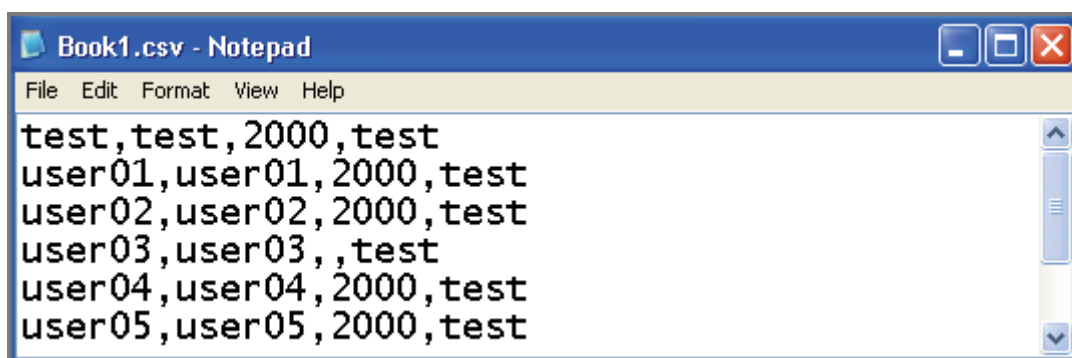 Book1.csv - Notepad
File Edit Format View Help
test,test,2000,test
user01,user01,2000,test
user02,user02,2000,test
user03,user03,,test
user04,user04,2000,test
user05,user05,2000,test